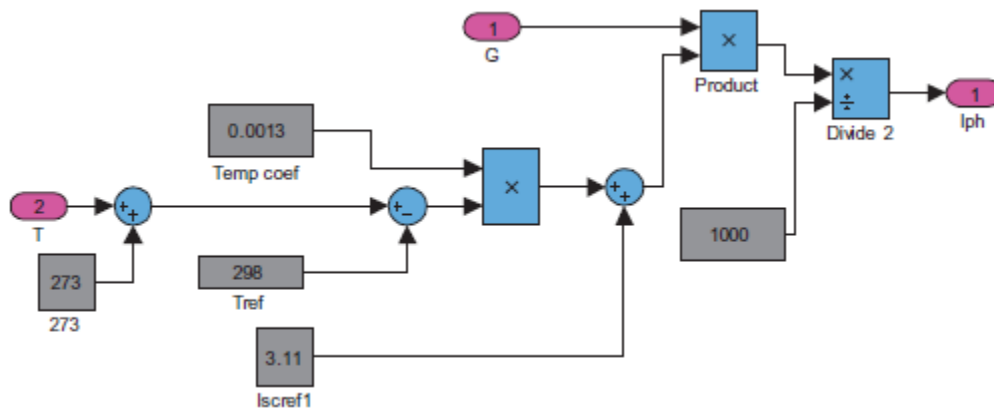 1
G
×
Product
×
÷
Divide 2
1
Iph
0.0013
Temp coef
×
2
T
+
+
+
−
+
+
1000
273
273
298
Tref
3.11
Iscref1